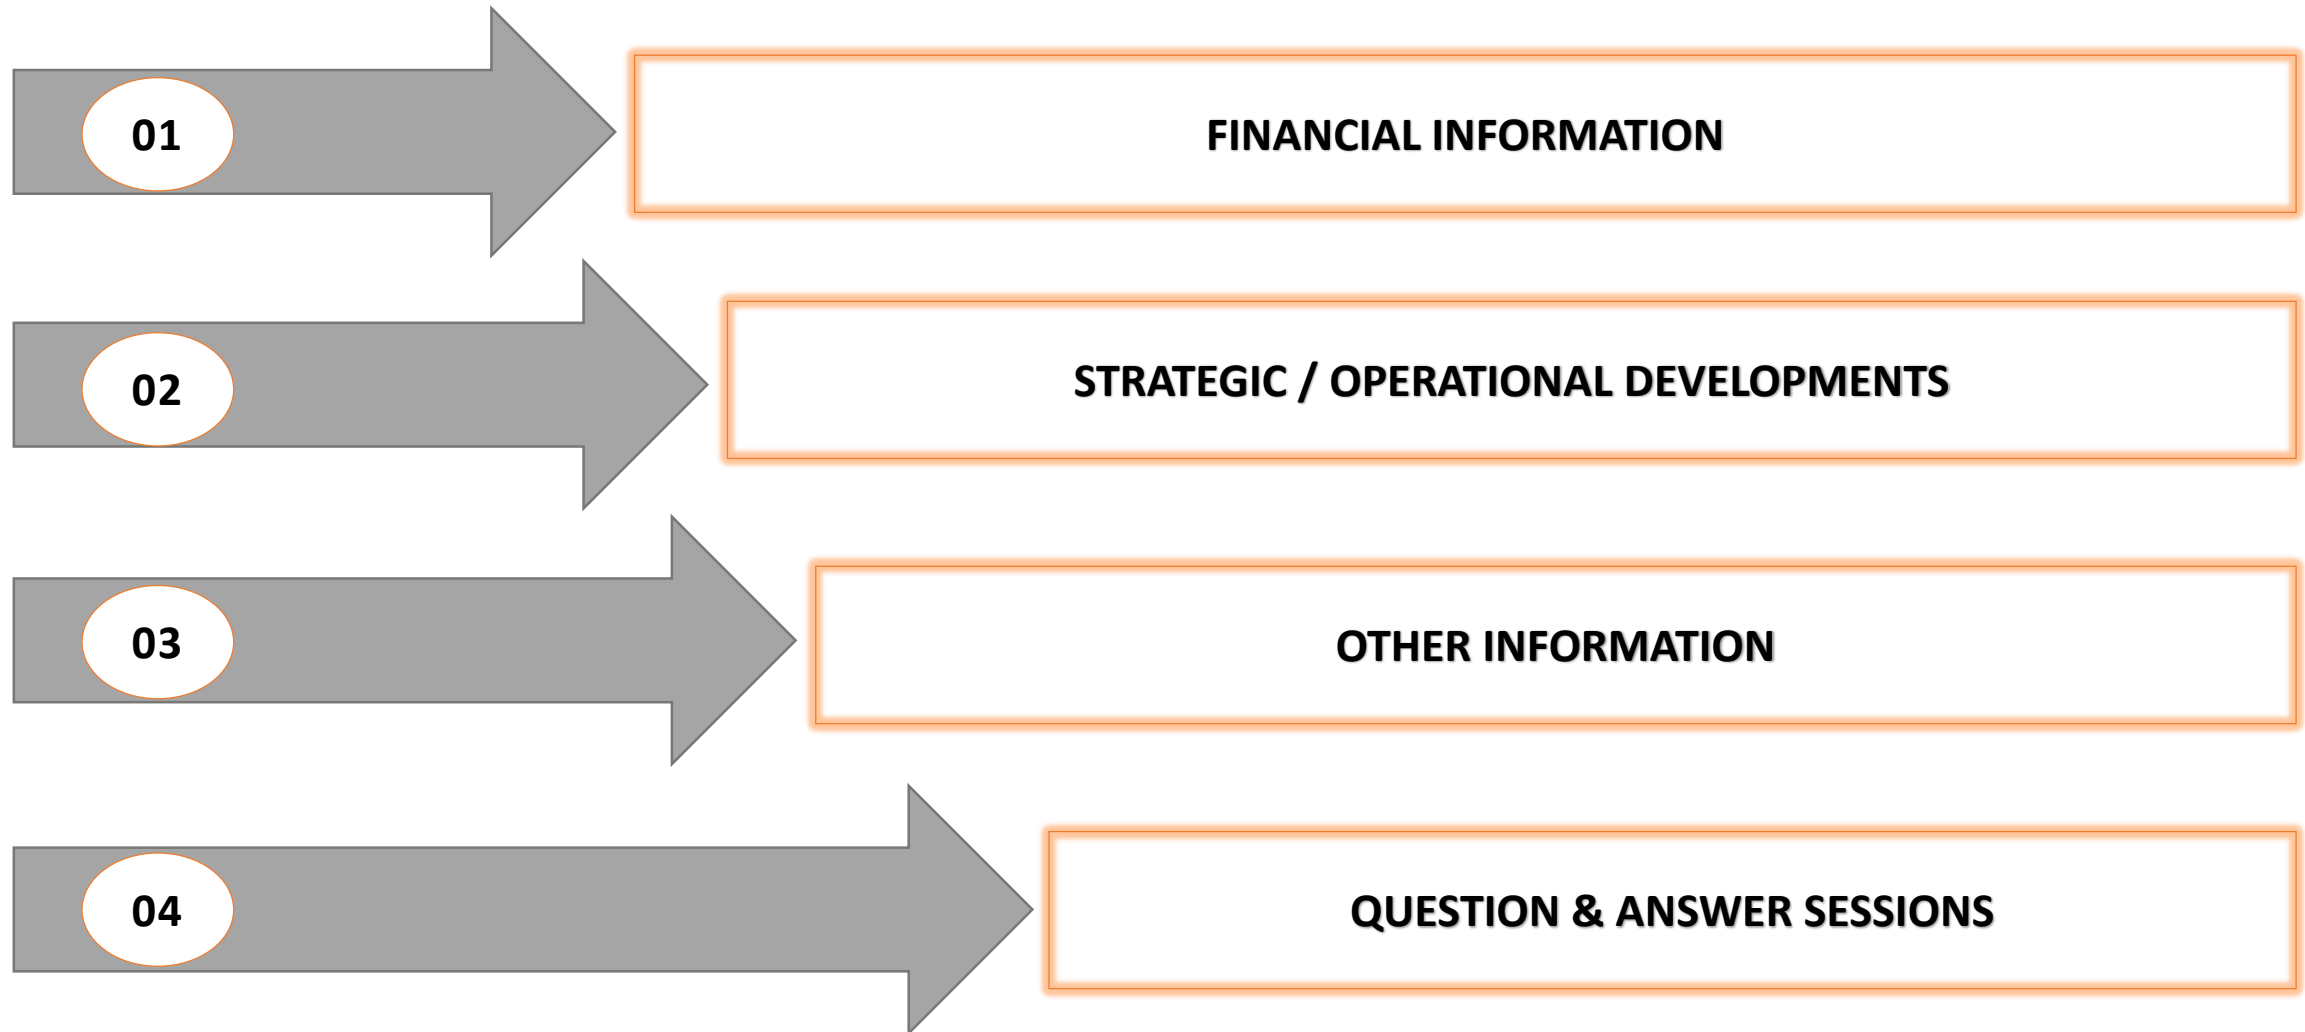 01
FINANCIAL INFORMATION
02
STRATEGIC / OPERATIONAL DEVELOPMENTS
03
OTHER INFORMATION
04
QUESTION & ANSWER SESSIONS